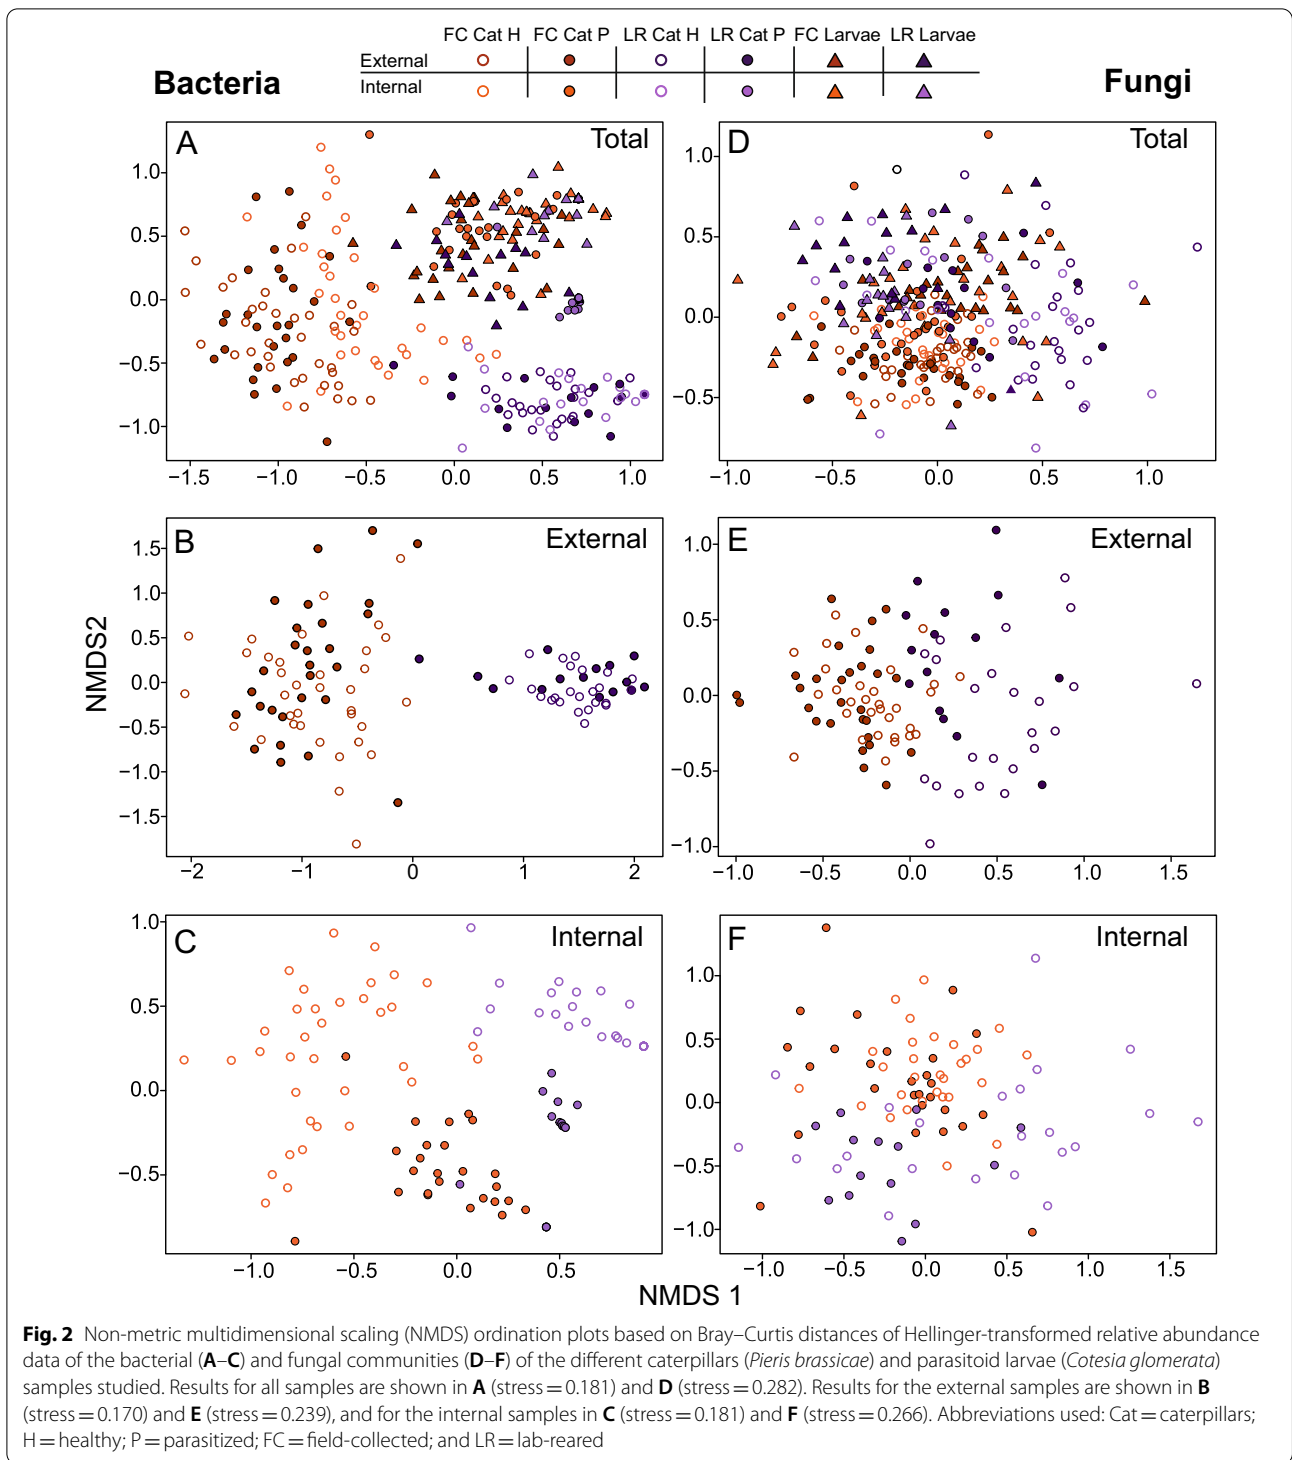 FC Cat H FC Cat P LR Cat H LR Cat P FC Larvae LR Larvae
External
Internal
Bacteria
Fungi
A
Total
1.0
0.5
0.0
−0.5
−1.0
−1.5 −1.0 −0.5 0.0 0.5 1.0
D
Total
1.0
0.5
0.0
−0.5
−1.0 −0.5 0.0 0.5 1.0
B
External
1.5
1.0
0.5
0.0
−0.5
−1.0
−1.5
−2 −1 0 1 2
E
External
1.0
0.5
0.0
−0.5
−1.0
−1.0 −0.5 0.0 0.5 1.0 1.5
NMDS2
C
Internal
1.0
0.5
0.0
−0.5
−1.0 −0.5 0.0 0.5
F
Internal
1.0
0.5
0.0
−0.5
−1.0
−1.0 −0.5 0.0 0.5 1.0 1.5
NMDS 1
Fig. 2 Non-metric multidimensional scaling (NMDS) ordination plots based on Bray–Curtis distances of Hellinger-transformed relative abundance
data of the bacterial (A–C) and fungal communities (D–F) of the different caterpillars (Pieris brassicae) and parasitoid larvae (Cotesia glomerata)
samples studied. Results for all samples are shown in A (stress = 0.181) and D (stress = 0.282). Results for the external samples are shown in B
(stress = 0.170) and E (stress = 0.239), and for the internal samples in C (stress = 0.181) and F (stress = 0.266). Abbreviations used: Cat = caterpillars;
H = healthy; P = parasitized; FC = field-collected; and LR = lab-reared